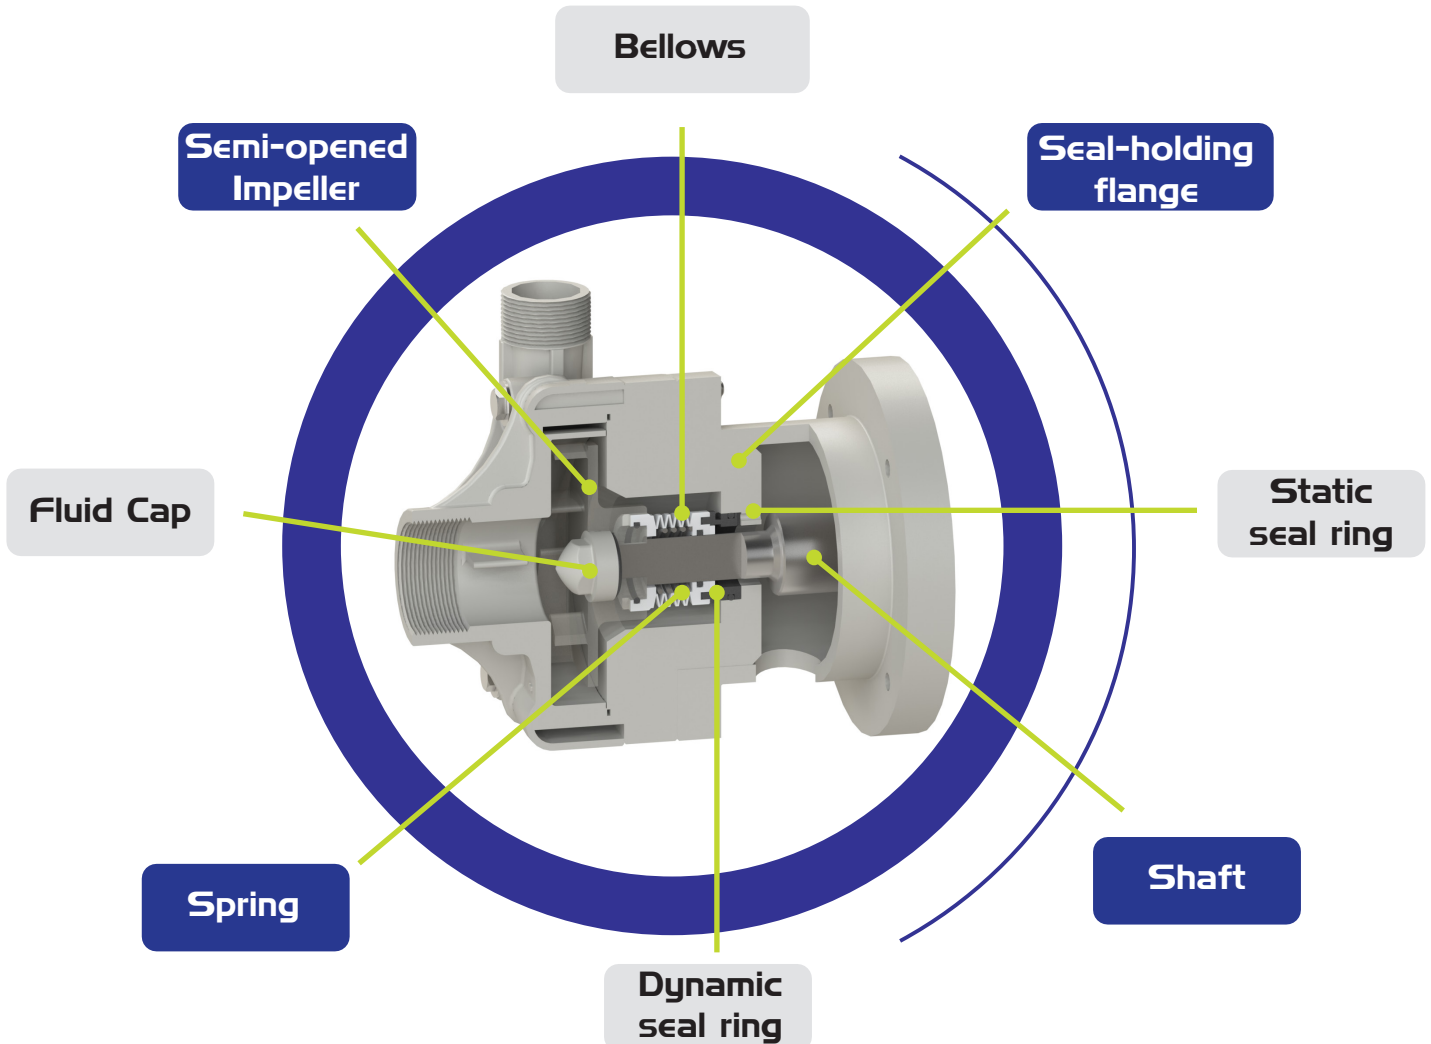 Bellows
Semi-opened
Impeller
Seal-holding
flange
Fluid Cap
Static
seal ring
Spring
Shaft
Dynamic
seal ring